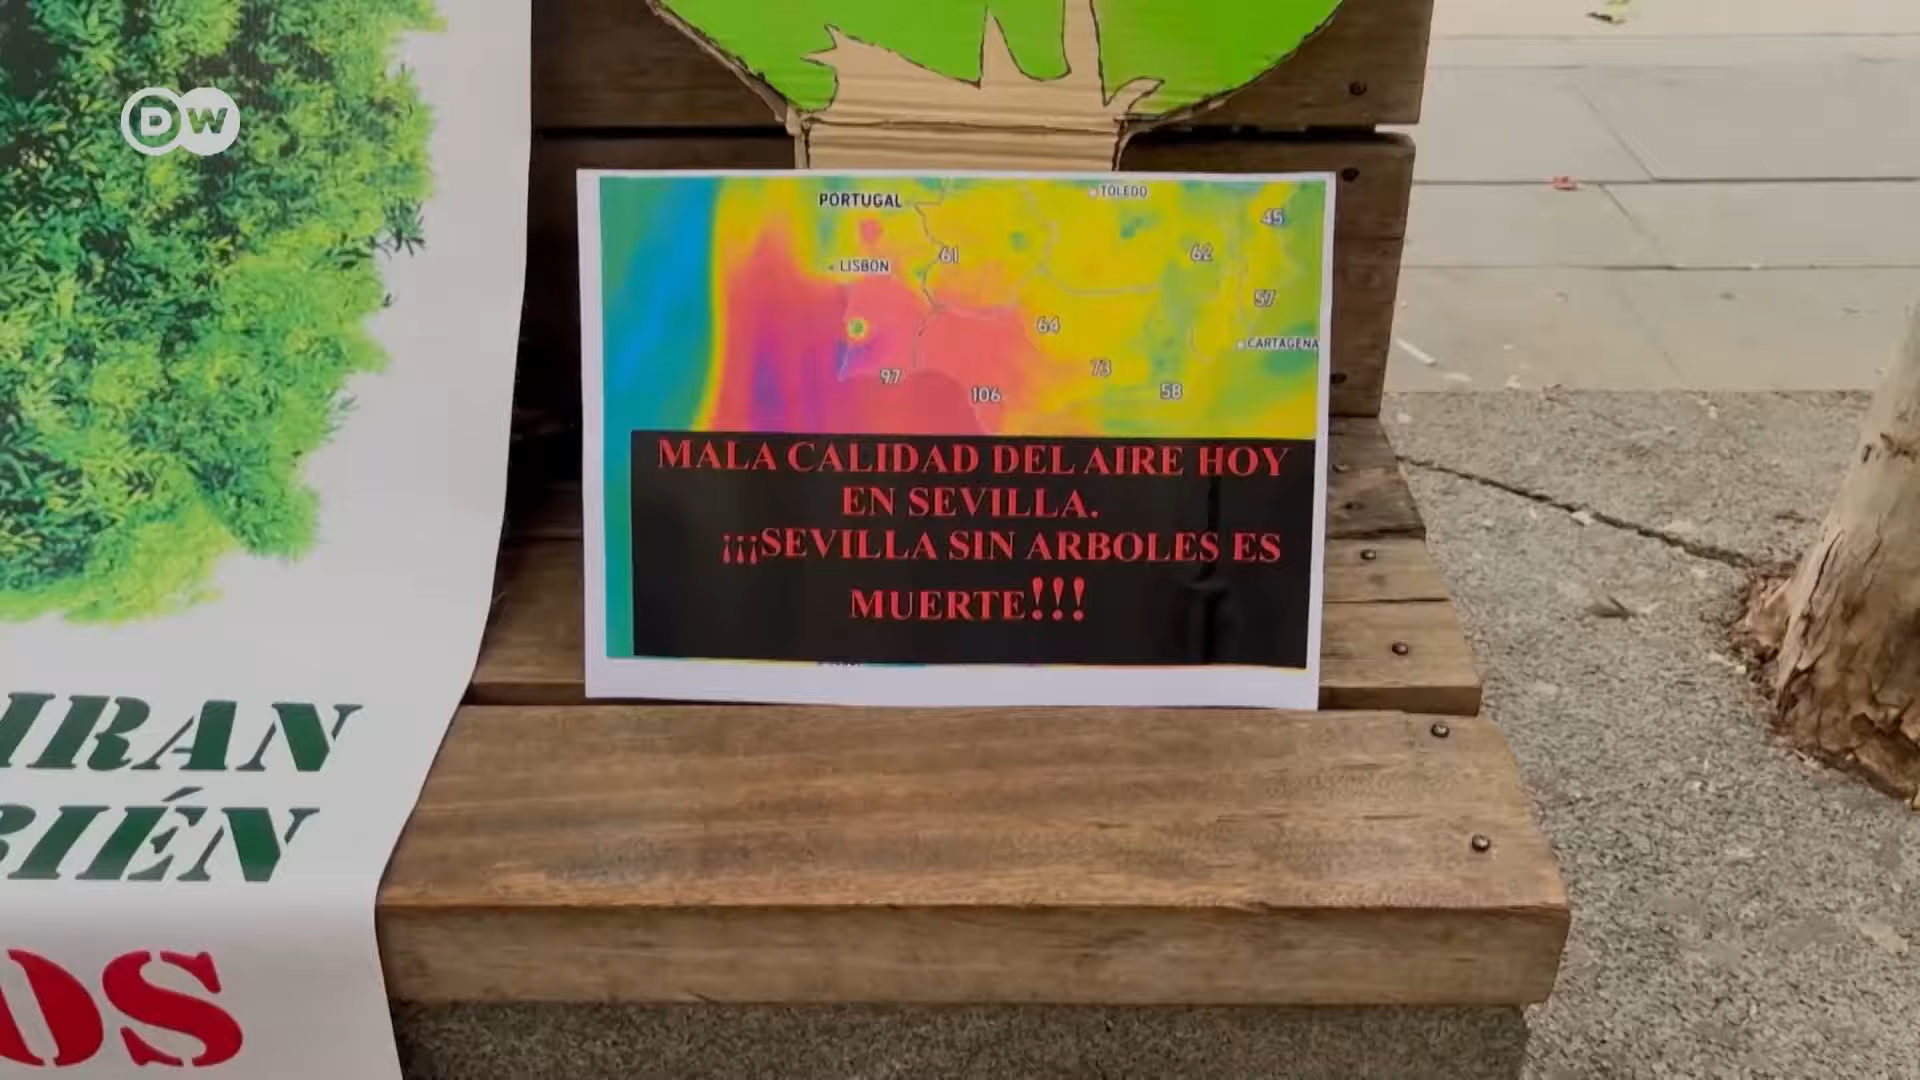 DW
PORTUGAL
TOLEDO
45
61
62
LISBON
57
64
CARTAGENA
73
97
58
106
MALA CALIDAD DEL AIRE HOY
EN SEVILLA.
¡¡¡SEVILLA SIN ARBOLES ES
MUERTE!!!
IRAN
BIÉN
OS